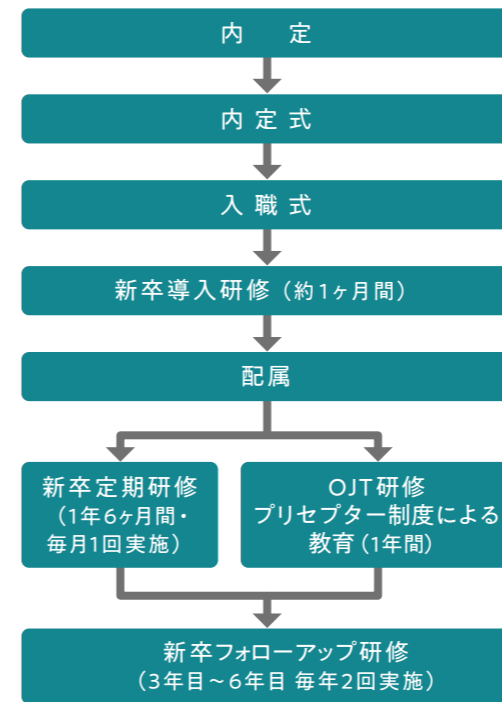 内　定
内定式
入職式
新卒導入研修（約1ヶ月間）
配属
新卒定期研修
（1年6ヶ月間・
毎月1回実施）
OJT研修
プリセプター制度による
教育（1年間）
新卒フォローアップ研修
（3年目～6年目 毎年2回実施）